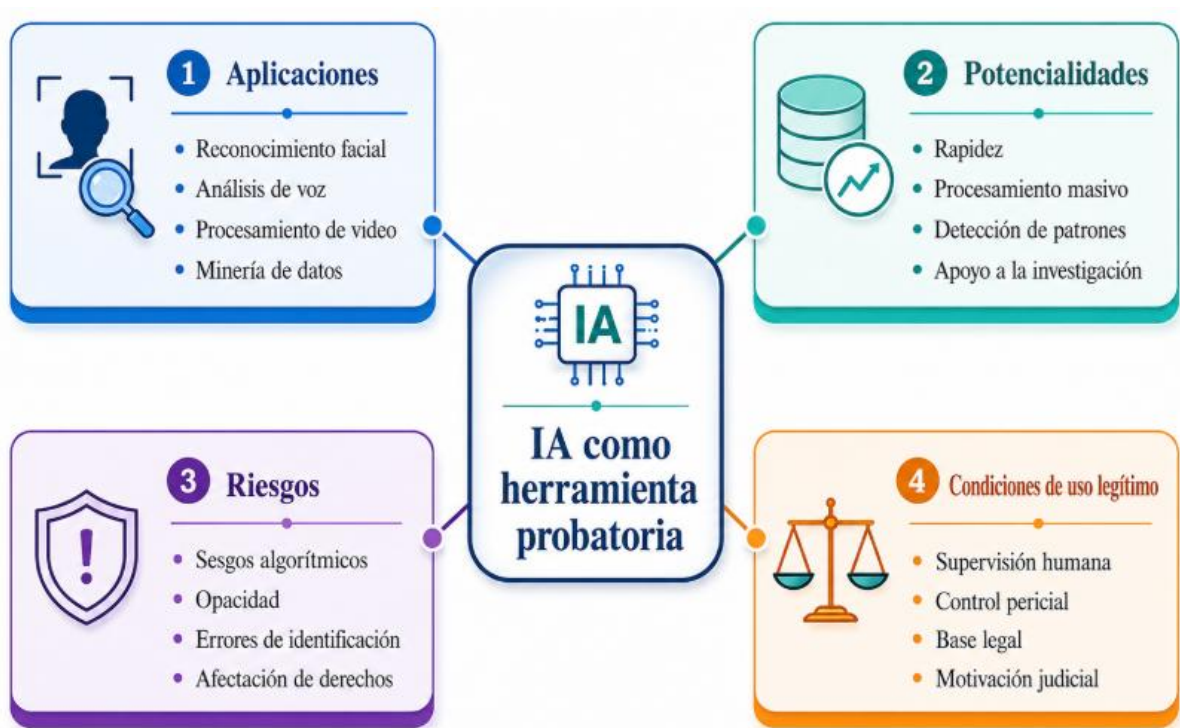 1 Aplicaciones
• Reconocimiento facial
• Análisis de voz
• Procesamiento de video
• Minería de datos
2 Potencialidades
• Rapidez
• Procesamiento masivo
• Detección de patrones
• Apoyo a la investigación
IA
IA como
herramienta
probatoria
3 Riesgos
• Sesgos algorítmicos
• Opacidad
• Errores de identificación
• Afectación de derechos
4 Condiciones de uso legítimo
• Supervisión humana
• Control pericial
• Base legal
• Motivación judicial